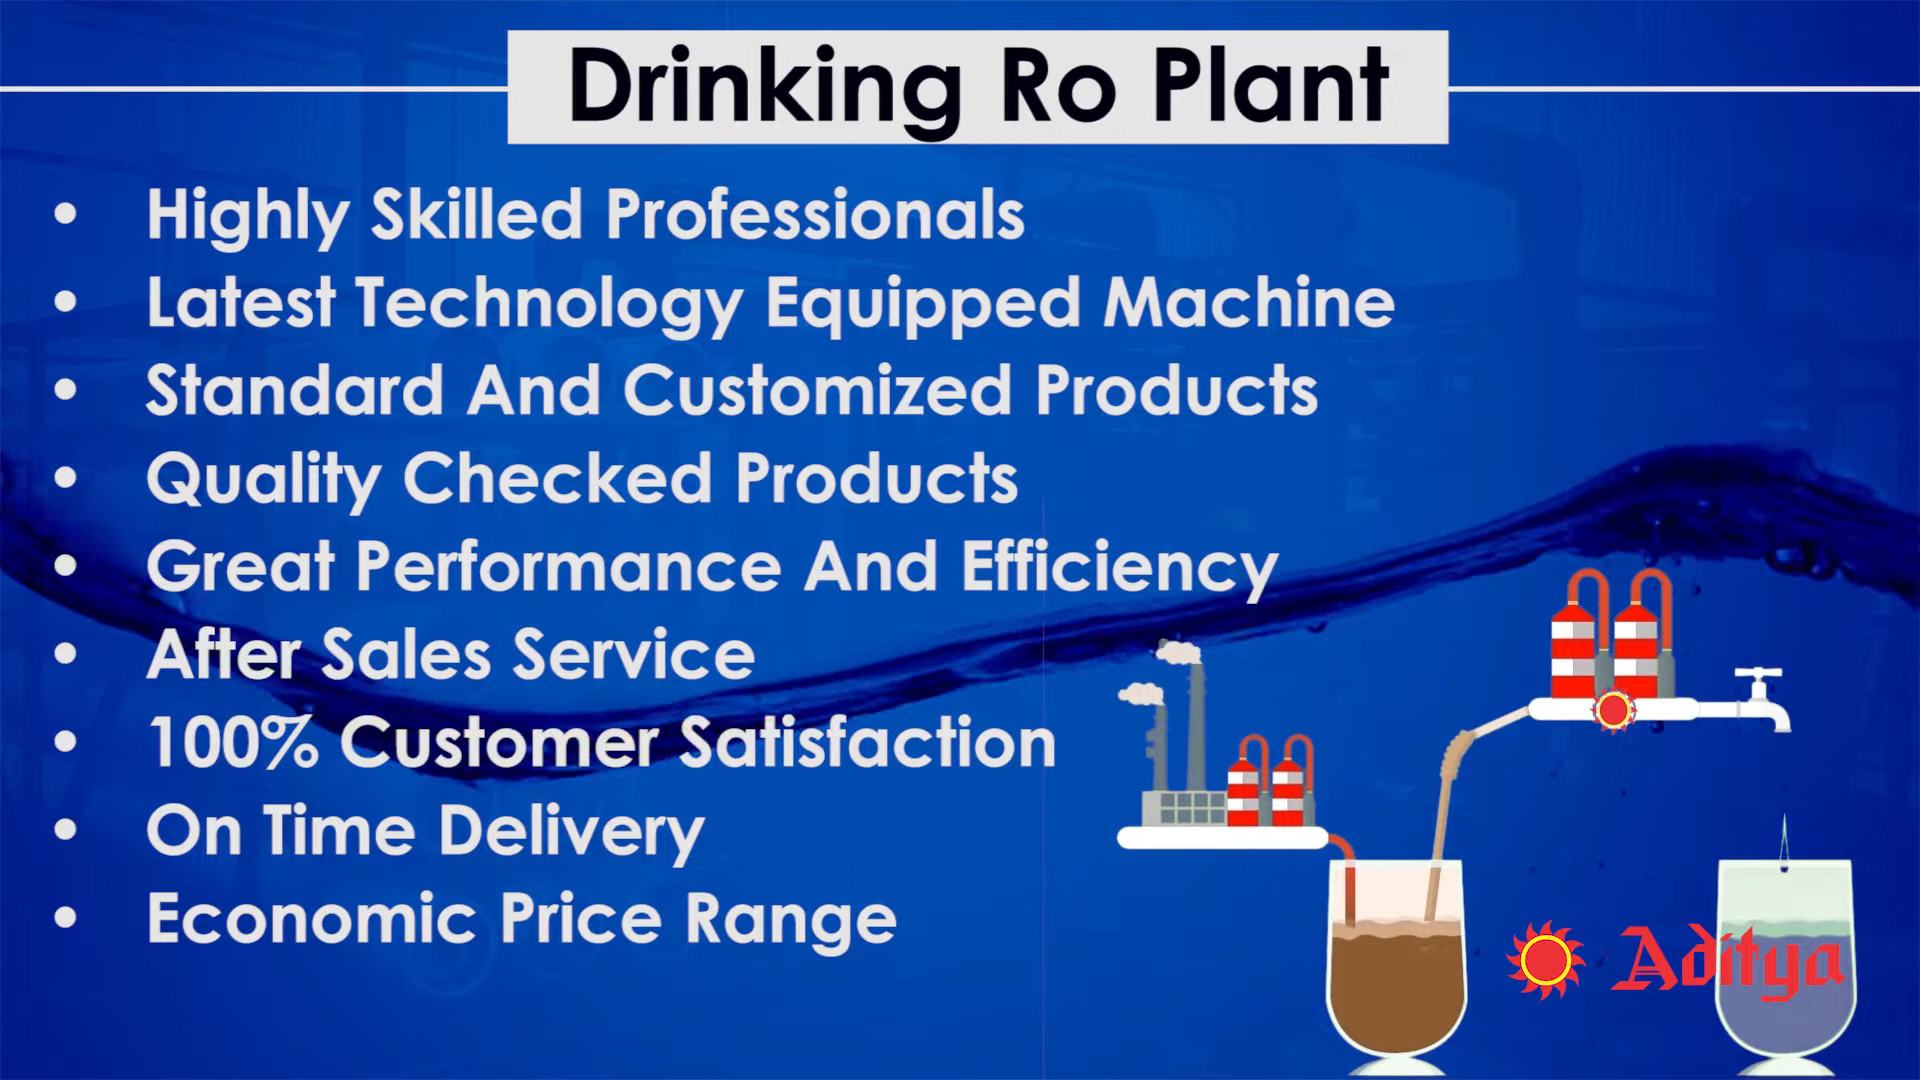 Drinking Ro Plant
• Highly Skilled Professionals
• Latest Technology Equipped Machine
• Standard And Customized Products
• Quality Checked Products
• Great Performance And Efficiency
• After Sales Service
• 100% Customer Satisfaction
• On Time Delivery
• Economic Price Range
Aditya